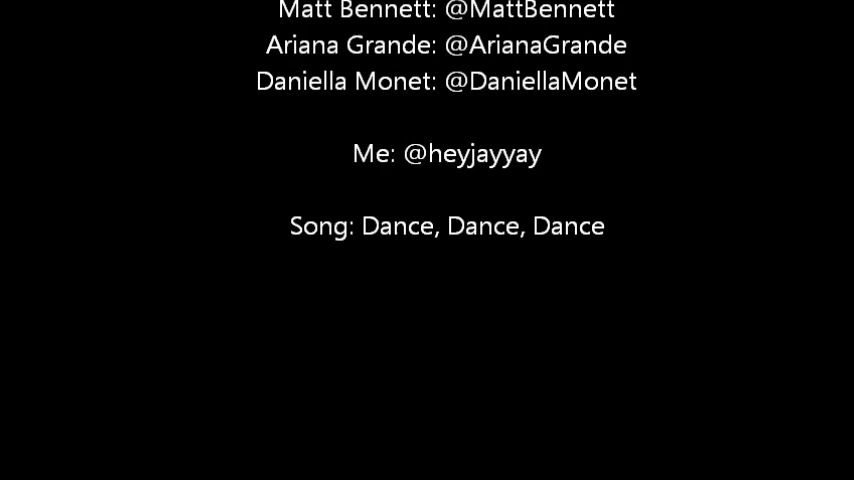 Matt Bennett: @MattBennett
Ariana Grande: @ArianaGrande
Daniella Monet: @DaniellaMonet
Me: @heyjayyay
Song: Dance, Dance, Dance